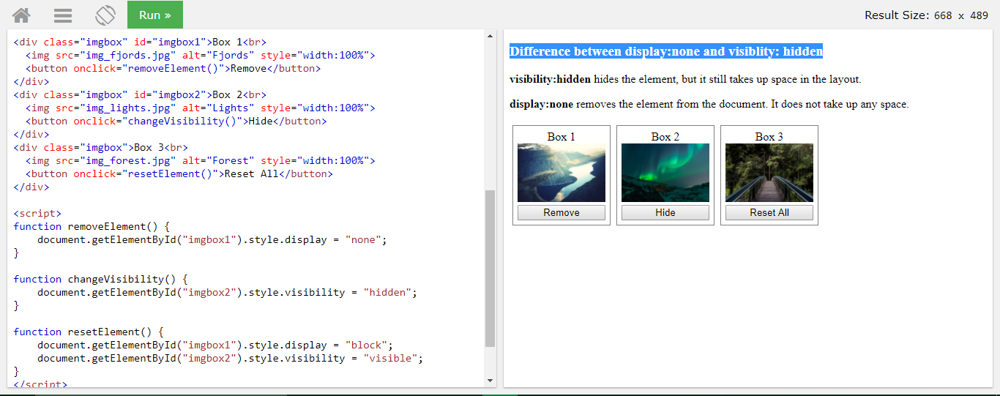 Run »
Result Size: 668 x 489
<div class="imgbox" id="imgbox1">Box 1<br>
  <img src="img_fjords.jpg" alt="Fjords" style="width:100%">
  <button onclick="removeElement()">Remove</button>
</div>
<div class="imgbox" id="imgbox2">Box 2<br>
  <img src="img_lights.jpg" alt="Lights" style="width:100%">
  <button onclick="changeVisibility()">Hide</button>
</div>
<div class="imgbox">Box 3<br>
  <img src="img_forest.jpg" alt="Forest" style="width:100%">
  <button onclick="resetElement()">Reset All</button>
</div>
<script>
function removeElement() {
    document.getElementById("imgbox1").style.display = "none";
}
function changeVisibility() {
    document.getElementById("imgbox2").style.visibility = "hidden";
}
function resetElement() {
    document.getElementById("imgbox1").style.display = "block";
    document.getElementById("imgbox2").style.visibility = "visible";
}
</script>
Difference between display:none and visiblity: hidden
visibility:hidden hides the element, but it still takes up space in the layout.
display:none removes the element from the document. It does not take up any space.
Box 1
Remove
Box 2
Hide
Box 3
Reset All